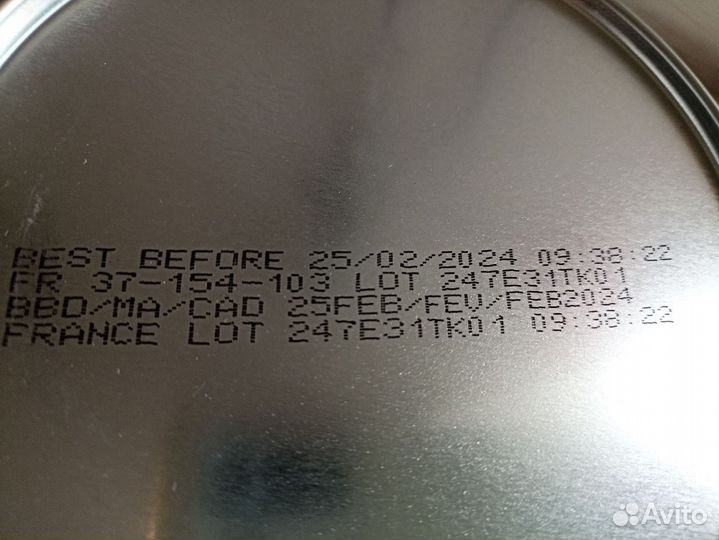 BEST BEFORE 25/02/2024 09:38:22
FR 37-154-103 LOT 247E31TK01
BBD/MA/CAD 25FEB/FEV/FEB2024
FRANCE LOT 247E31TK01 09:38:22
Avito